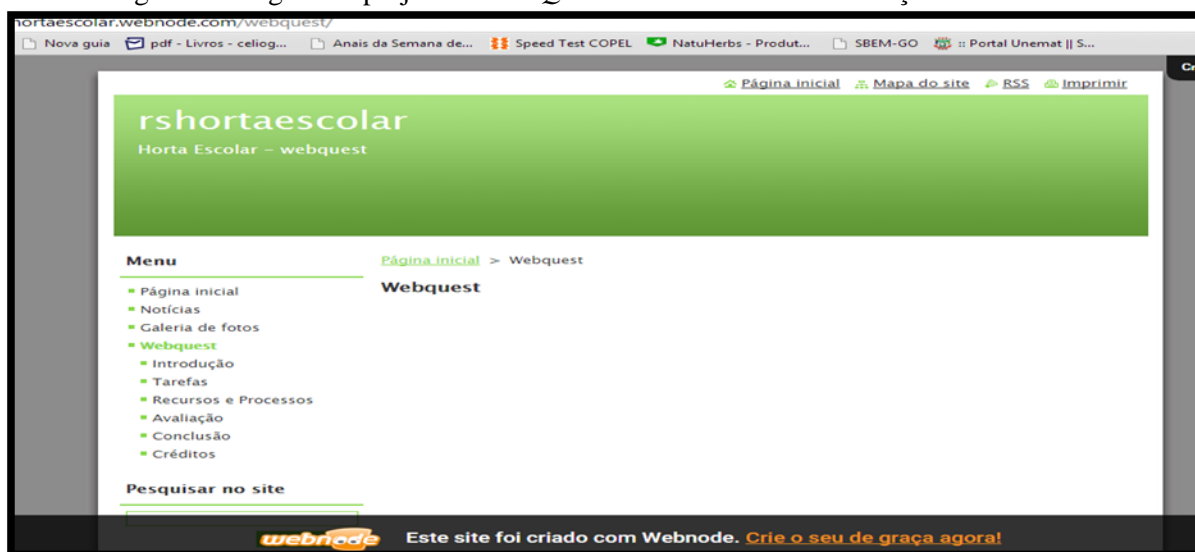 hortaescolar.webnode.com/webquest/
Nova guia pdf - Livros - celiog... Anais da Semana de... Speed Test COPEL NatuHerbs - Produt... SBEM-GO :: Portal Unemat || S...
Página inicial Mapa do site RSS Imprimir
rshortaescolar
Horta Escolar – webquest
Menu
Página inicial > Webquest
Webquest
Página inicial
Notícias
Galeria de fotos
Webquest
Introdução
Tarefas
Recursos e Processos
Avaliação
Conclusão
Créditos
Pesquisar no site
webnode Este site foi criado com Webnode. Crie o seu de graça agora!